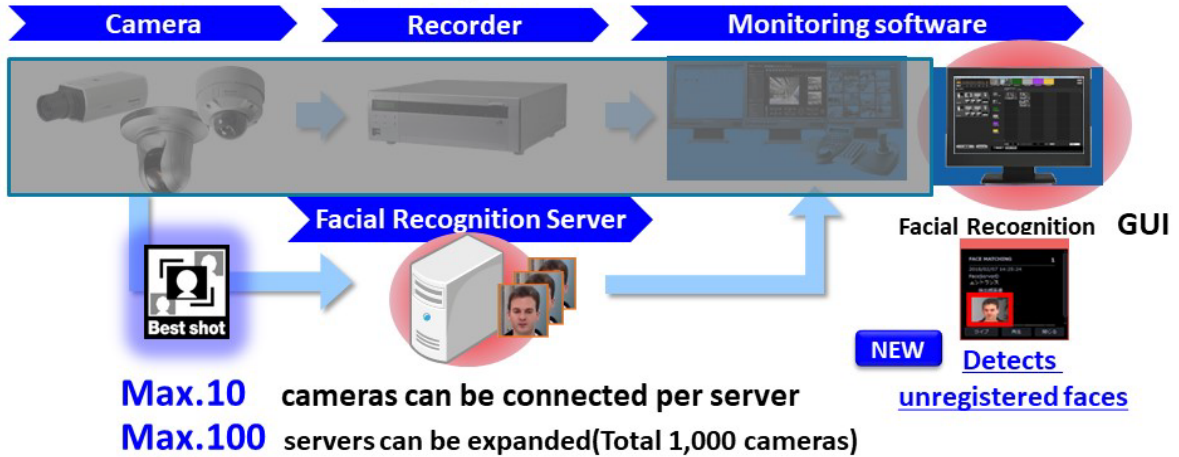 Camera
Recorder
Monitoring software
Facial Recognition Server
Facial Recognition GUI
Best shot
FACE MATCHING 1
NEW
Detects
unregistered faces
Max.10 cameras can be connected per server
Max.100 servers can be expanded(Total 1,000 cameras)